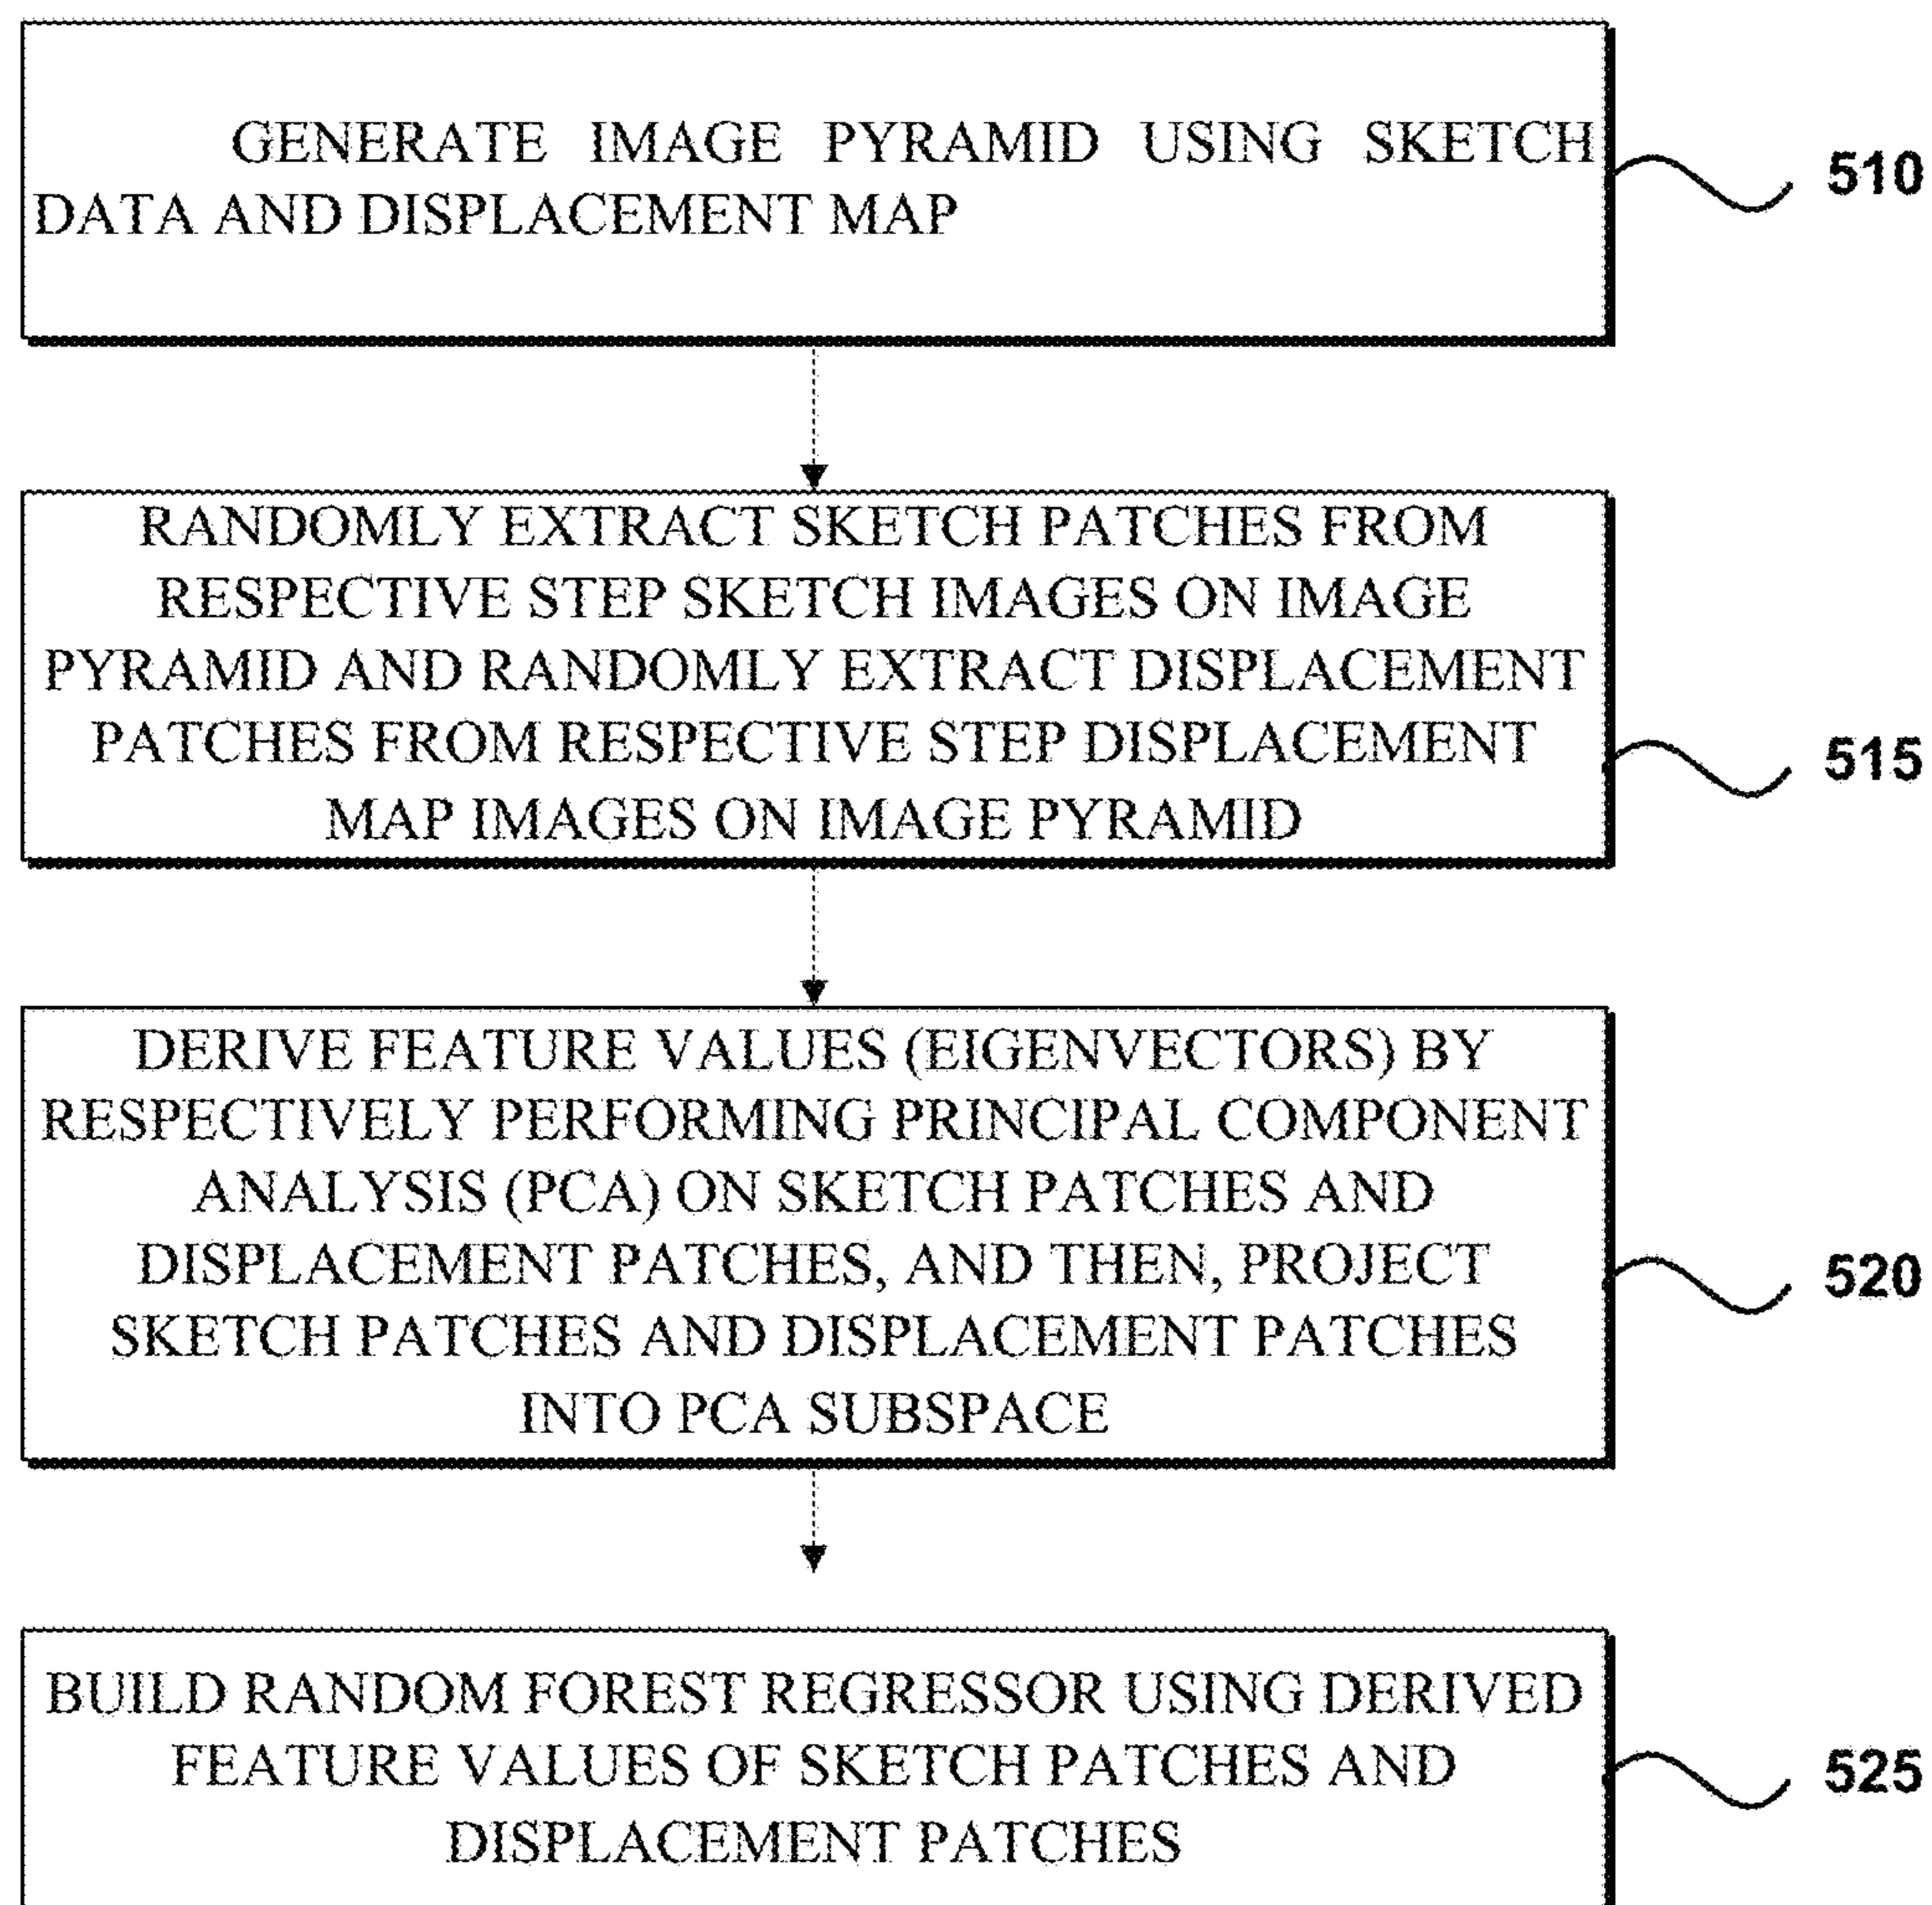 GENERATE IMAGE PYRAMID USING SKETCH
DATA AND DISPLACEMENT MAP
510
RANDOMLY EXTRACT SKETCH PATCHES FROM
RESPECTIVE STEP SKETCH IMAGES ON IMAGE
PYRAMID AND RANDOMLY EXTRACT DISPLACEMENT
PATCHES FROM RESPECTIVE STEP DISPLACEMENT
MAP IMAGES ON IMAGE PYRAMID
515
DERIVE FEATURE VALUES (EIGENVECTORS) BY
RESPECTIVELY PERFORMING PRINCIPAL COMPONENT
ANALYSIS (PCA) ON SKETCH PATCHES AND
DISPLACEMENT PATCHES, AND THEN, PROJECT
SKETCH PATCHES AND DISPLACEMENT PATCHES
INTO PCA SUBSPACE
520
BUILD RANDOM FOREST REGRESSOR USING DERIVED
FEATURE VALUES OF SKETCH PATCHES AND
DISPLACEMENT PATCHES
525